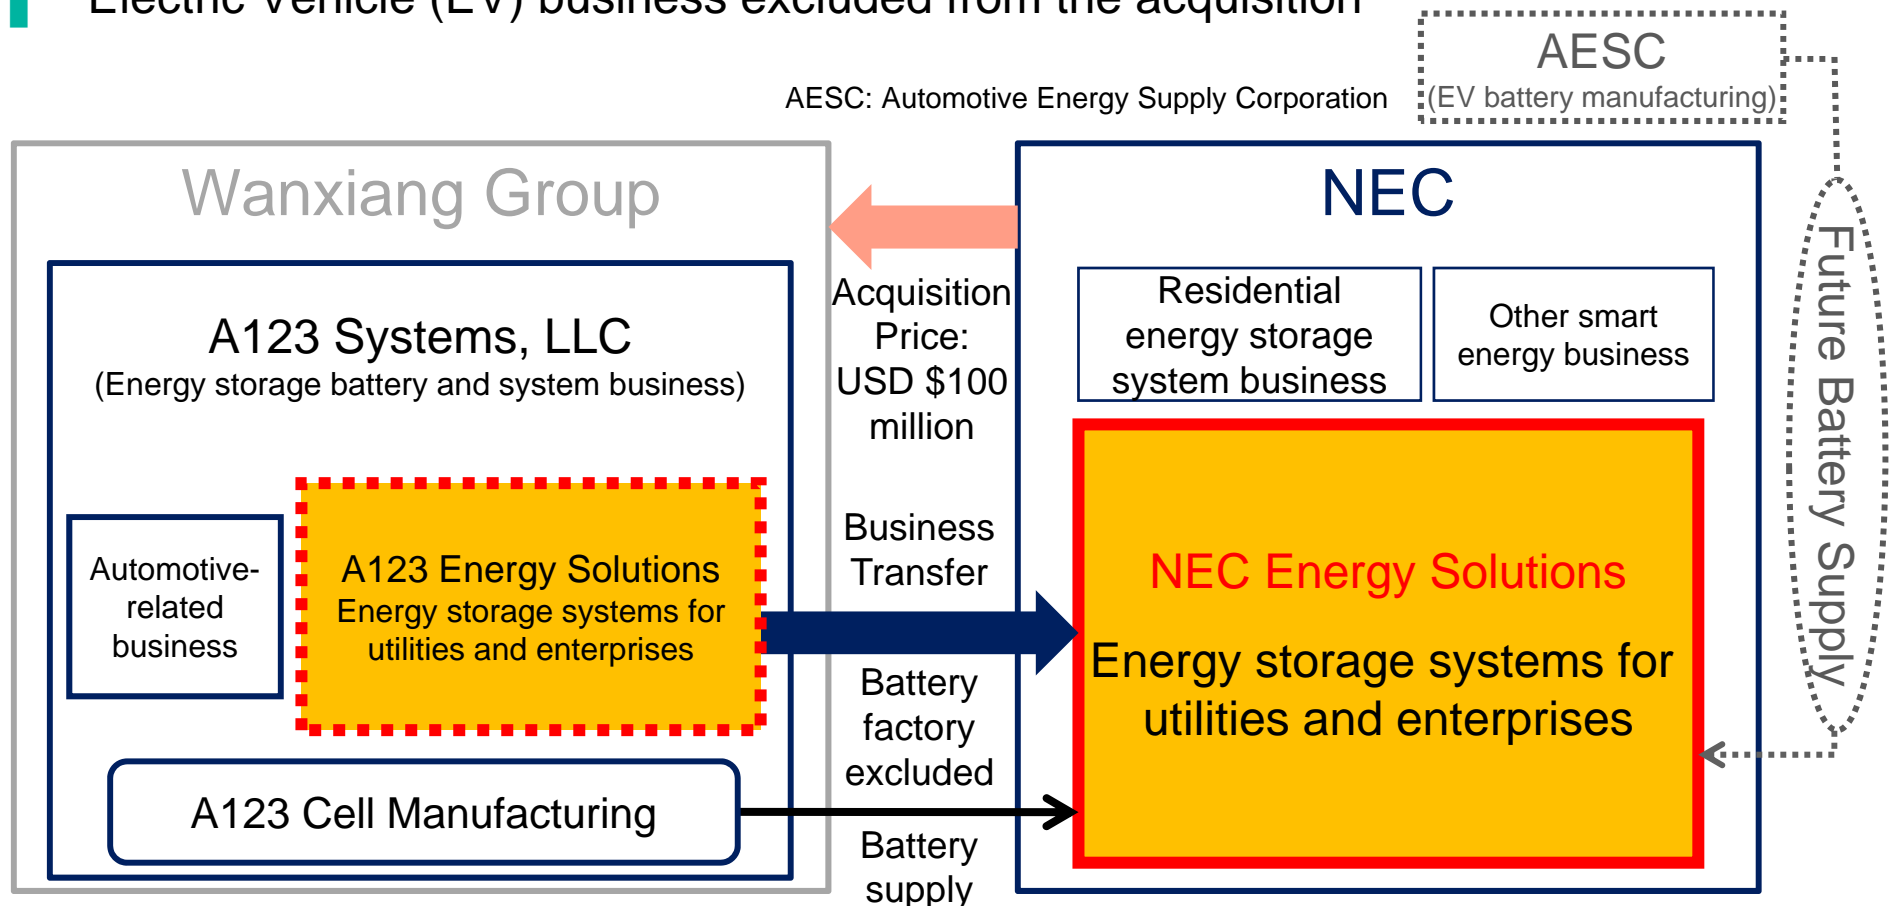 Electric Vehicle (EV) business excluded from the acquisition
AESC
(EV battery manufacturing)
AESC: Automotive Energy Supply Corporation
Wanxiang Group
A123 Systems, LLC
(Energy storage battery and system business)
Automotive-
related
business
A123 Energy Solutions
Energy storage systems for
utilities and enterprises
A123 Cell Manufacturing
Acquisition
Price:
USD $100
million
Business
Transfer
Battery
factory
excluded
Battery
supply
NEC
Residential
energy storage
system business
Other smart
energy business
NEC Energy Solutions
Energy storage systems for
utilities and enterprises
Future Battery Supply